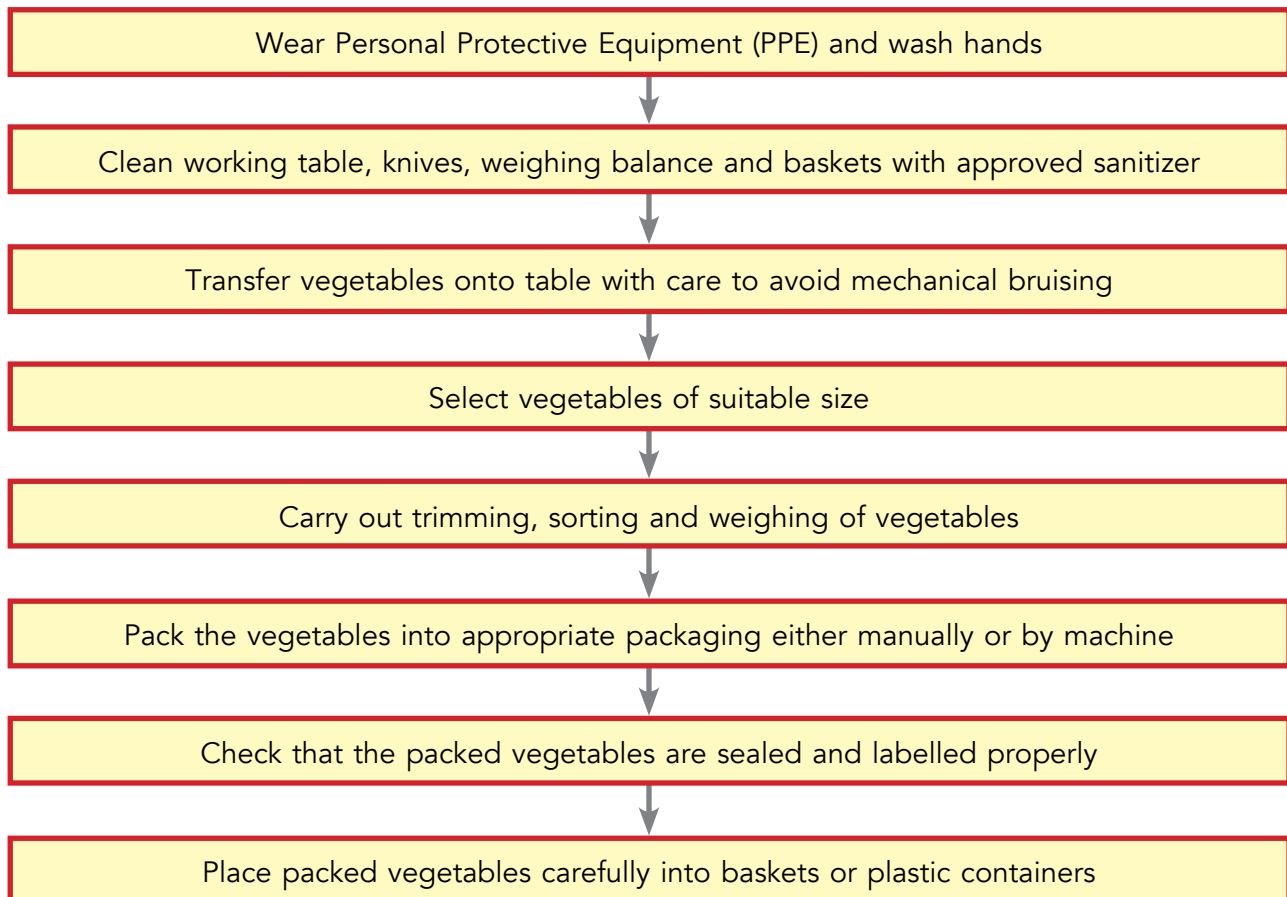 Wear Personal Protective Equipment (PPE) and wash hands
Clean working table, knives, weighing balance and baskets with approved sanitizer
Transfer vegetables onto table with care to avoid mechanical bruising
Select vegetables of suitable size
Carry out trimming, sorting and weighing of vegetables
Pack the vegetables into appropriate packaging either manually or by machine
Check that the packed vegetables are sealed and labelled properly
Place packed vegetables carefully into baskets or plastic containers